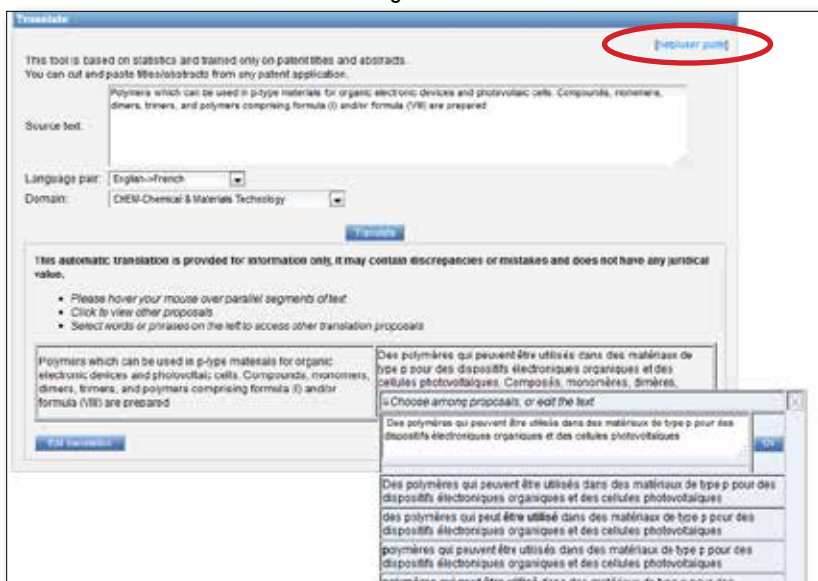 Translate
[help/user guide]
This tool is based on statistics and trained only on patent titles and abstracts.
You can cut and paste titles/abstracts from any patent application.
Source text:
Polymers which can be used in p-type materials for organic electronic devices and photovoltaic cells. Compounds, monomers,
dimers, trimers, and polymers comprising formula (I) and/or formula (VIII) are prepared
Language pair: English->French
Domain: CHEM-Chemical & Materials Technology
Translate
This automatic translation is provided for information only, it may contain discrepancies or mistakes and does not have any juridical
value.
Please hover your mouse over parallel segments of text
Click to view other proposals
Select words or phrases on the left to access other translation proposals
Polymers which can be used in p-type materials for organic
electronic devices and photovoltaic cells. Compounds, monomers,
dimers, trimers, and polymers comprising formula (I) and/or
formula (VIII) are prepared
Des polymères qui peuvent être utilisés dans des matériaux de
type p pour des dispositifs électroniques organiques et des
cellules photovoltaïques. Composés, monomères, dimères,
Edit translation
Choose among proposals, or edit the text
Des polymères qui peuvent être utilisés dans des matériaux de type p pour des
dispositifs électroniques organiques et des cellules photovoltaïques
Ok
Des polymères qui peuvent être utilisés dans des matériaux de type p pour des
dispositifs électroniques organiques et des cellules photovoltaïques
des polymères qui peut être utilisé dans des matériaux de type p pour des
dispositifs électroniques organiques et des cellules photovoltaïques
poymères qui peuvent être utilisés dans des matériaux de type p pour des
dispositifs électroniques organiques et des cellules photovoltaïques